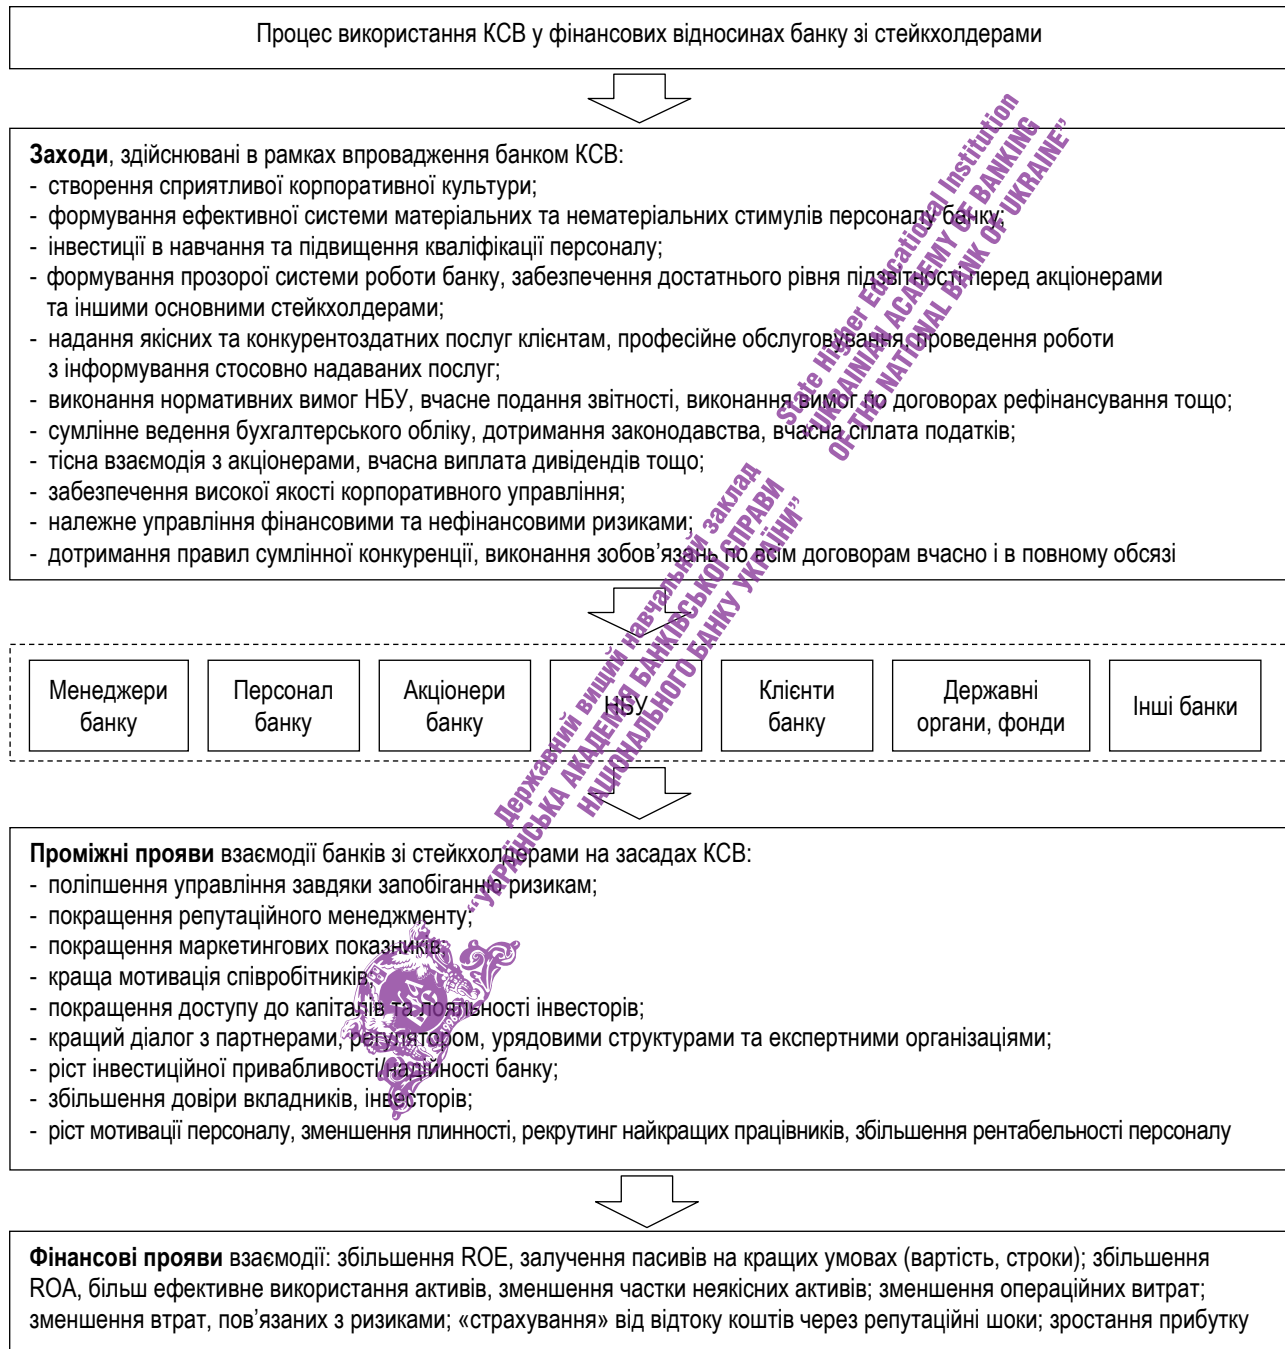 Процес використання КСВ у фінансових відносинах банку зі стейкхолдерами
Заходи, здійснювані в рамках впровадження банком КСВ:
- створення сприятливої корпоративної культури;
- формування ефективної системи матеріальних та нематеріальних стимулів персоналу банку;
- інвестиції в навчання та підвищення кваліфікації персоналу;
- формування прозорої системи роботи банку, забезпечення достатнього рівня підзвітності перед акціонерами
та іншими основними стейкхолдерами;
- надання якісних та конкурентоздатних послуг клієнтам, професійне обслуговування, проведення роботи
з інформування стосовно надаваних послуг;
- виконання нормативних вимог НБУ, вчасне подання звітності, виконання вимог по договорах рефінансування тощо;
- сумлінне ведення бухгалтерського обліку, дотримання законодавства, вчасна сплата податків;
- тісна взаємодія з акціонерами, вчасна виплата дивідендів тощо;
- забезпечення високої якості корпоративного управління;
- належне управління фінансовими та нефінансовими ризиками;
- дотримання правил сумлінної конкуренції, виконання зобов’язань по всім договорам вчасно і в повному обсязі
Менеджери
банку
Персонал
банку
Акціонери
банку
НБУ
Клієнти
банку
Державні
органи, фонди
Інші банки
Проміжні прояви взаємодії банків зі стейкхолдерами на засадах КСВ:
- поліпшення управління завдяки запобіганню ризикам;
- покращення репутаційного менеджменту;
- покращення маркетингових показників;
- краща мотивація співробітників;
- покращення доступу до капіталів та лояльності інвесторів;
- кращий діалог з партнерами, регулятором, урядовими структурами та експертними організаціями;
- ріст інвестиційної привабливості/надійності банку;
- збільшення довіри вкладників, інвесторів;
- ріст мотивації персоналу, зменшення плинності, рекрутинг найкращих працівників, збільшення рентабельності персоналу
Фінансові прояви взаємодії: збільшення ROE, залучення пасивів на кращих умовах (вартість, строки); збільшення
ROA, більш ефективне використання активів, зменшення частки неякісних активів; зменшення операційних витрат;
зменшення втрат, пов’язаних з ризиками; «страхування» від відтоку коштів через репутаційні шоки; зростання прибутку
Державний вищий навчальний заклад
“УКРАЇНСЬКА АКАДЕМІЯ БАНКІВСЬКОЇ СПРАВИ
НАЦІОНАЛЬНОГО БАНКУ УКРАЇНИ”
State Higher Educational Institution
“UKRAINIAN ACADEMY OF BANKING
OF THE NATIONAL BANK OF UKRAINE”